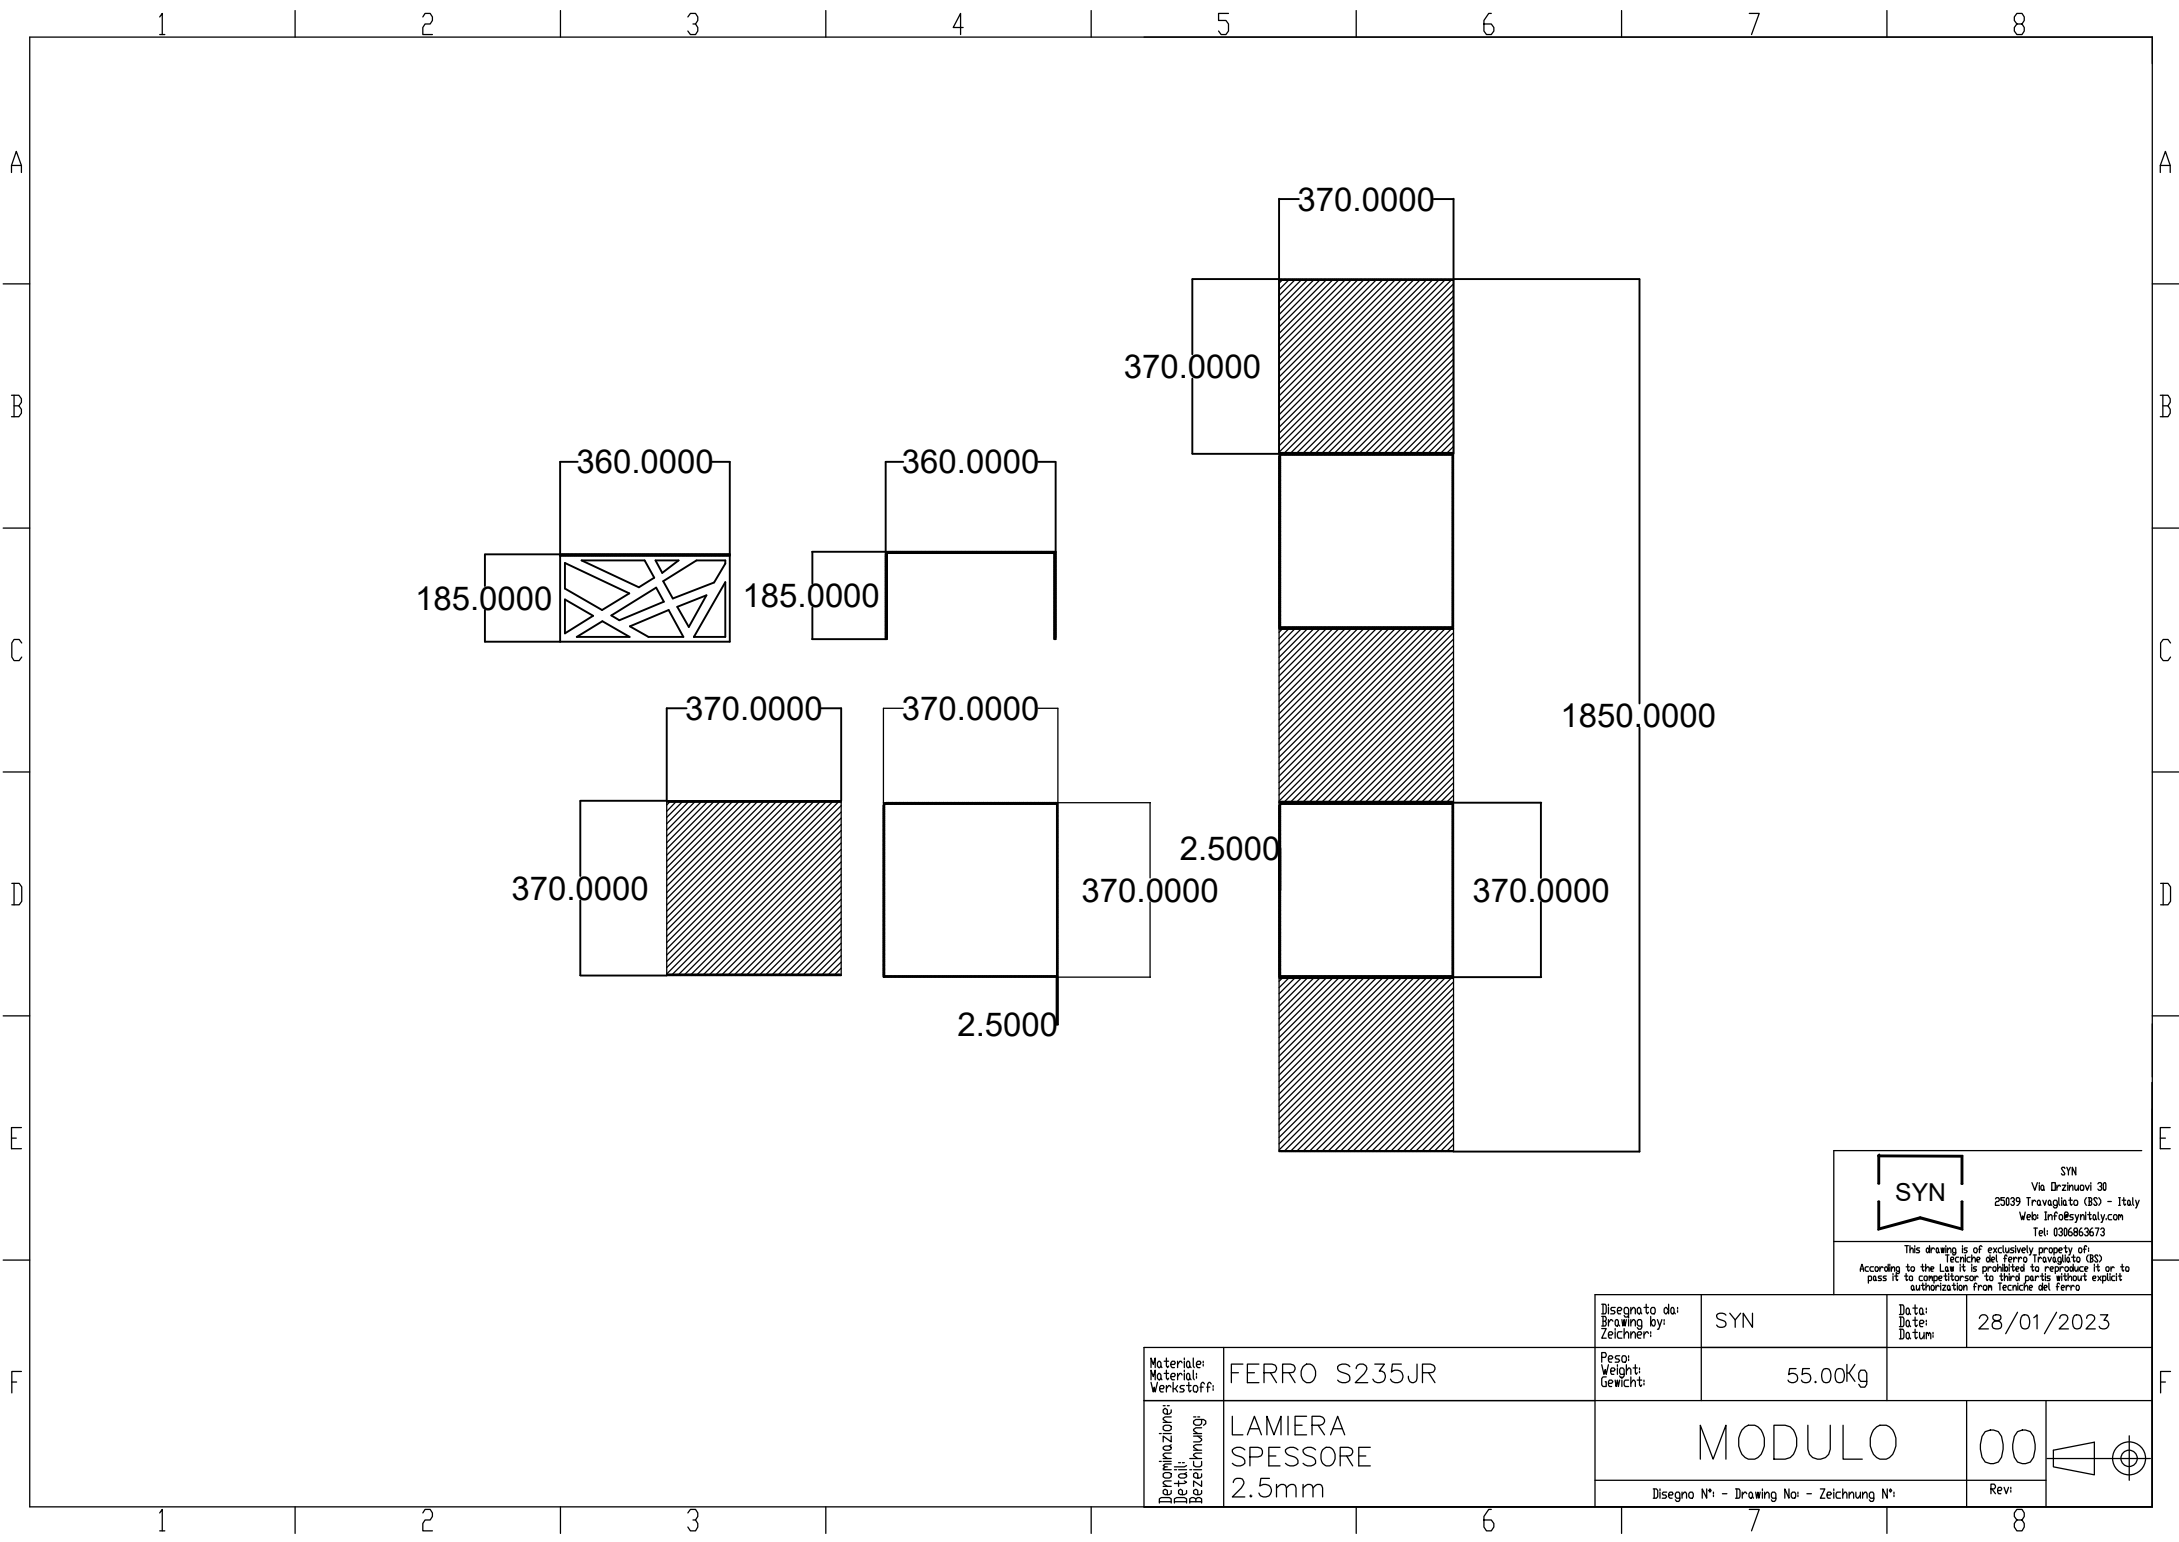 1 2 3 4 5 6 7 8
A A
370.0000
370.0000
B B
360.0000 360.0000
185.0000 185.0000
C C
370.0000 370.0000
1850.0000
2.5000
370.0000 370.0000 370.0000
D D
2.5000
E E
SYN
SYN
Via Orzinuovi 30
25039 Travagliato (BS) - Italy
Web: Info@synitaly.com
Tel: 0306863673
This drawing is of exclusively propety of:
Tecniche del ferro Travagliato (BS)
According to the Law it is prohibited to reproduce it or to
pass it to competitorsor to third partis without explicit
authorization from Tecniche del ferro
Disegnato da:
Brawing by:
Zeichner:
SYN
Data:
Date:
Datum:
28/01/2023
Materiale:
Material:
Werkstoff:
FERRO S235JR
Peso:
Weight:
Gewicht:
55.00Kg
F F
Denominazione:
Detail:
Bezeichnung:
LAMIERA
SPESSORE
2.5mm
MODULO
00
Disegno N°: - Drawing No: - Zeichnung N°:
Rev:
1 2 3 6 7 8